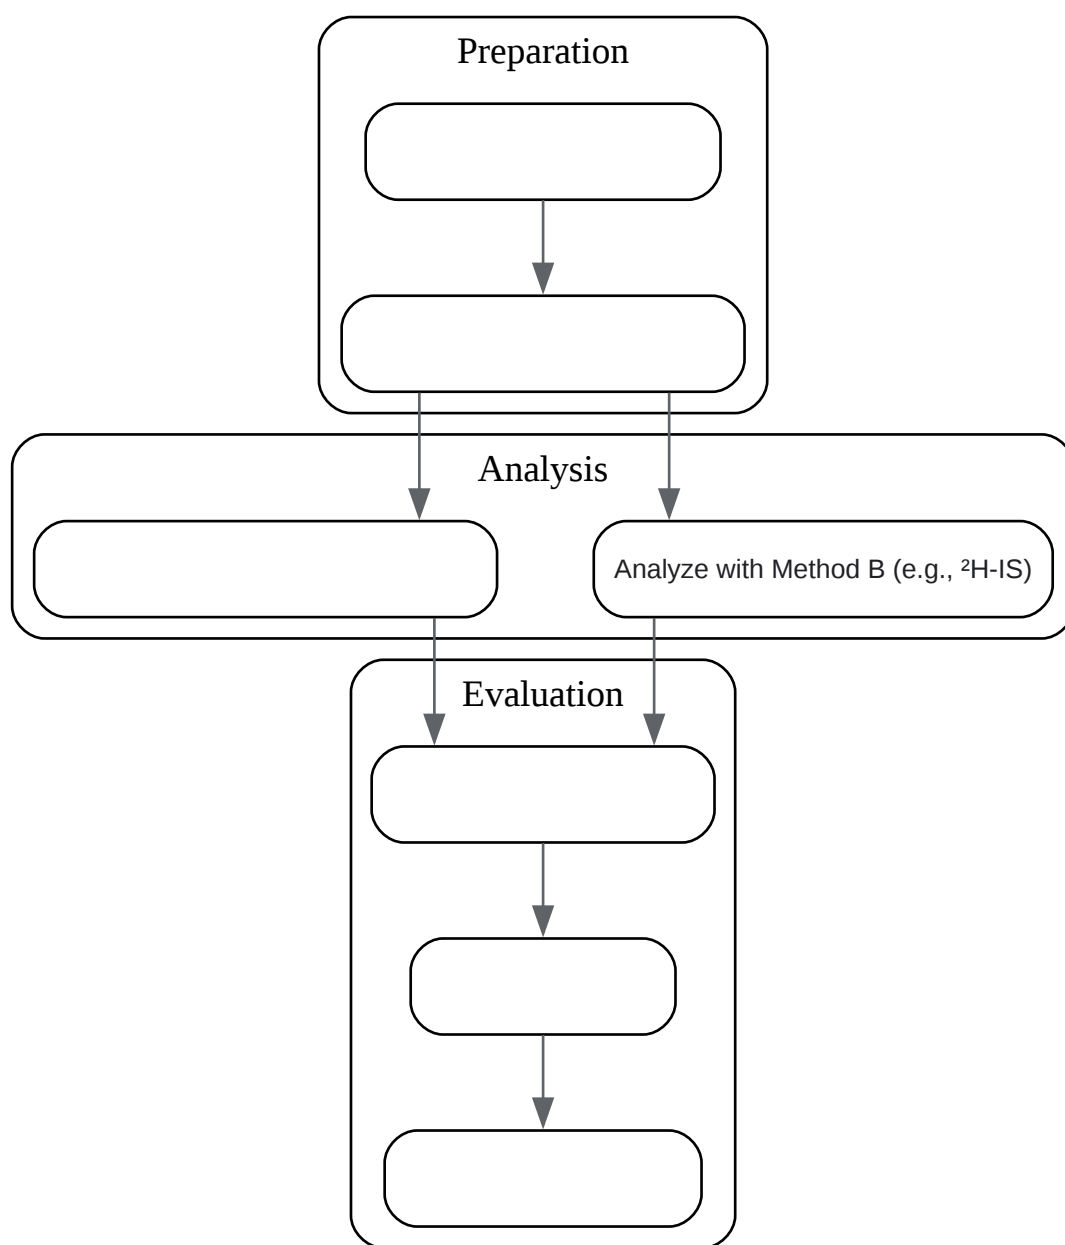 Preparation
Analysis
Analyze with Method B (e.g., ²H-IS)
Evaluation